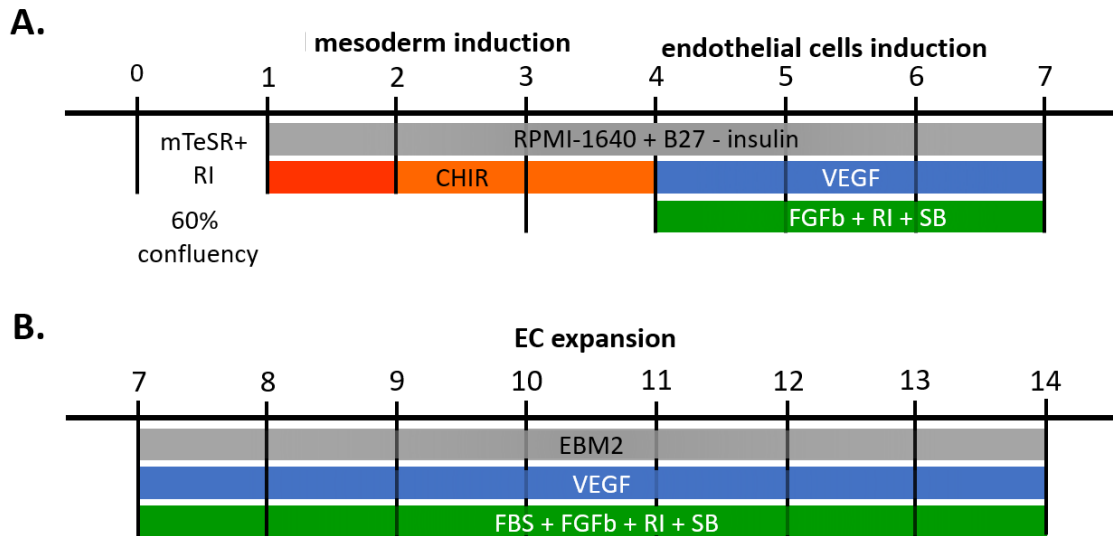 A.
mesoderm induction
endothelial cells induction
0 1 2 3 4 5 6 7
mTeSR+
RI
60%
confluency
RPMI-1640 + B27 - insulin
CHIR
VEGF
FGFb + RI + SB
B.
EC expansion
7 8 9 10 11 12 13 14
EBM2
VEGF
FBS + FGFb + RI + SB